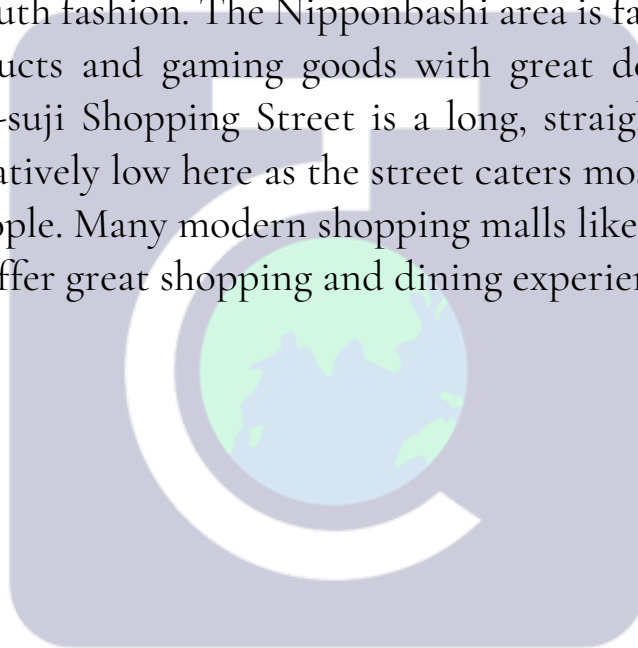 uth fashion. The Nipponbashi area is fa
ucts and gaming goods with great de
-suji Shopping Street is a long, straig
atively low here as the street caters mos
ople. Many modern shopping malls like
ffer great shopping and dining experien